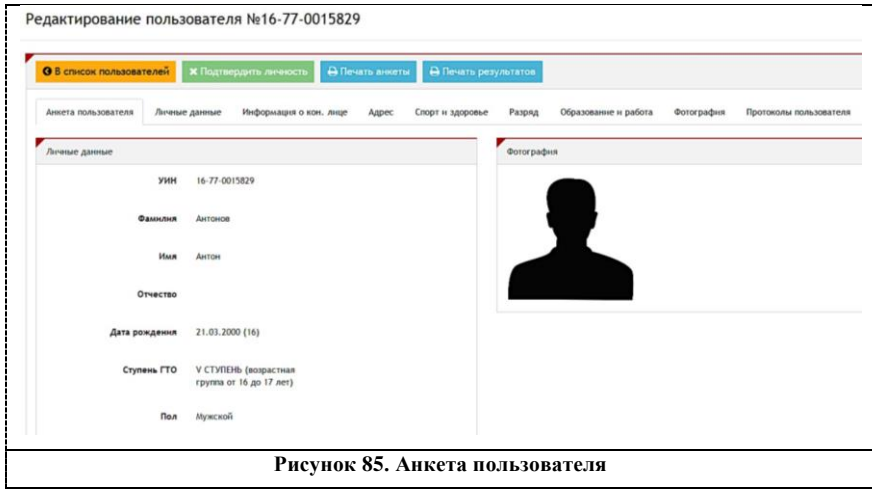 Редактирование пользователя №16-77-0015829
В список пользователей
Подтвердить личность
Печать анкеты
Печать результатов
Анкета пользователя
Личные данные
Информация о кон. лице
Адрес
Спорт и здоровье
Разряд
Образование и работа
Фотография
Протоколы пользователя
Личные данные
УИН 16-77-0015829
Фамилия Антонов
Имя Антон
Отчество
Дата рождения 21.03.2000 (16)
Ступень ГТО V СТУПЕНЬ (возрастная
группа от 16 до 17 лет)
Пол Мужской
Фотография
Рисунок 85. Анкета пользователя